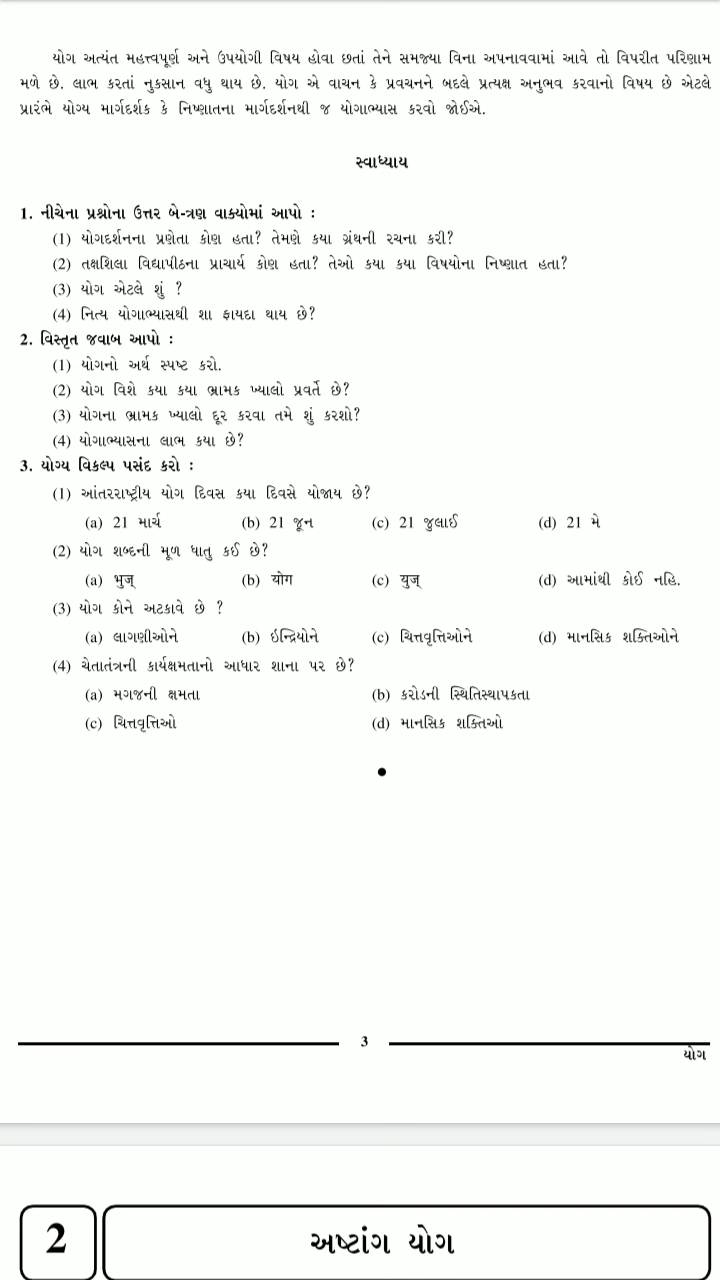 યોગ અત્યંત મહત્ત્વપૂર્ણ અને ઉપયોગી વિષય હોવા છતાં તેને સમજ્યા વિના અપનાવવામાં આવે તો વિપરીત પરિણામ
મળે છે. લાભ કરતાં નુકસાન વધુ થાય છે. યોગ એ વાચન કે પ્રવચનને બદલે પ્રત્યક્ષ અનુભવ કરવાનો વિષય છે એટલે
પ્રારંભે યોગ્ય માર્ગદર્શક કે નિષ્ણાતના માર્ગદર્શનથી જ યોગાભ્યાસ કરવો જોઈએ.
સ્વાધ્યાય
1. નીચેના પ્રશ્નોના ઉત્તર બે-ત્રણ વાક્યોમાં આપો :
(1) યોગદર્શનના પ્રણેતા કોણ હતા? તેમણે કયા ગ્રંથની રચના કરી?
(2) તક્ષશિલા વિદ્યાપીઠના પ્રાચાર્ય કોણ હતા? તેઓ કયા કયા વિષયોના નિષ્ણાત હતા?
(3) યોગ એટલે શું ?
(4) નિત્ય યોગાભ્યાસથી શા ફાયદા થાય છે?
2. વિસ્તૃત જવાબ આપો :
(1) યોગનો અર્થ સ્પષ્ટ કરો.
(2) યોગ વિશે કયા કયા ભ્રામક ખ્યાલો પ્રવર્તે છે?
(3) યોગના ભ્રામક ખ્યાલો દૂર કરવા તમે શું કરશો?
(4) યોગાભ્યાસના લાભ કયા છે?
3. યોગ્ય વિકલ્પ પસંદ કરો :
(1) આંતરરાષ્ટ્રીય યોગ દિવસ કયા દિવસે યોજાય છે?
(a) 21 માર્ચ (b) 21 જૂન (c) 21 જુલાઈ (d) 21 મે
(2) યોગ શબ્દની મૂળ ધાતુ કઈ છે?
(a) भुज् (b) योग (c) युज् (d) આમાંથી કોઈ નહિ.
(3) યોગ કોને અટકાવે છે ?
(a) લાગણીઓને (b) ઇન્દ્રિયોને (c) ચિત્તવૃત્તિઓને (d) માનસિક શક્તિઓને
(4) ચેતાતંત્રની કાર્યક્ષમતાનો આધાર શાના પર છે?
(a) મગજની ક્ષમતા (b) કરોડની સ્થિતિસ્થાપકતા
(c) ચિત્તવૃત્તિઓ (d) માનસિક શક્તિઓ
•
3
યોગ
2 અષ્ટાંગ યોગ